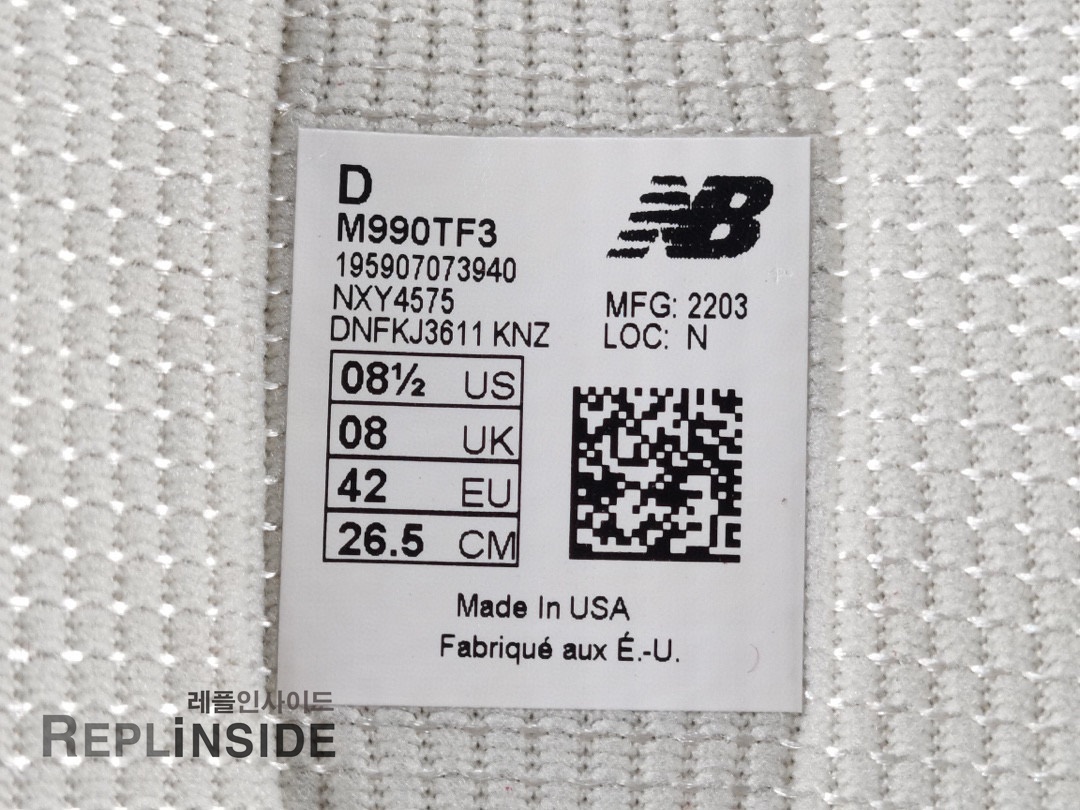 D
M990TF3
195907073940
NXY4575
DNFKJ3611 KNZ
NB
MFG: 2203
LOC: N
08½ US
08 UK
42 EU
26.5 CM
Made In USA
Fabriqué aux É.-U.
레플인사이드
REPLiNSIDE